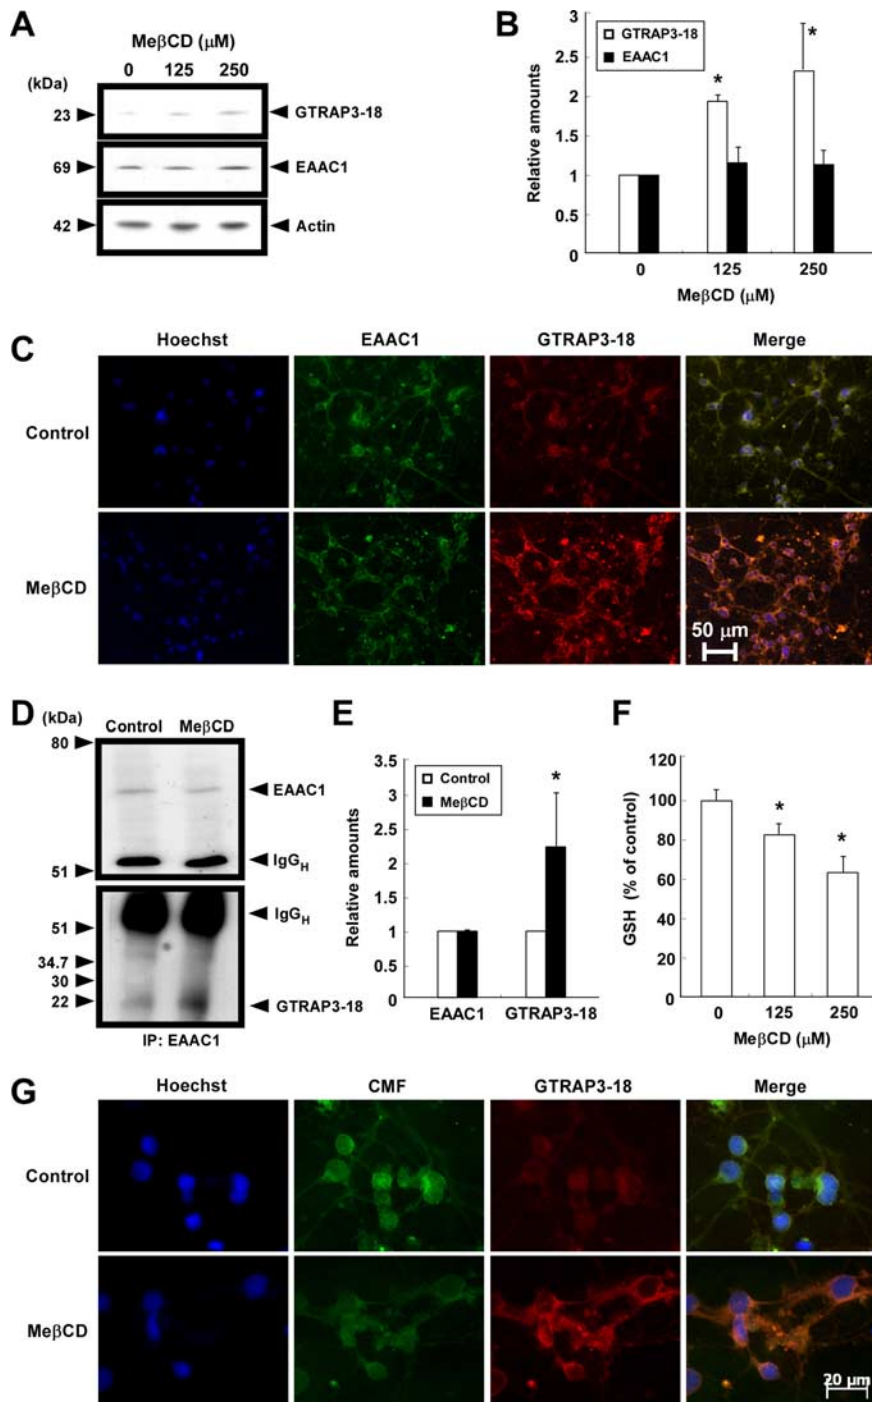 A
MeβCD (μM)
0 125 250
(kDa)
23 GTRAP3-18
69 EAAC1
42 Actin
B
3
2.5
2
1.5
1
0.5
0
Relative amounts
GTRAP3-18
EAAC1
*
*
0 125 250
MeβCD (μM)
C
Hoechst EAAC1 GTRAP3-18 Merge
Control
MeβCD
50 μm
D
(kDa)
Control MeβCD
80
EAAC1
IgGH
51
IgGH
51
34.7
30
22
GTRAP3-18
IP: EAAC1
E
3.5
3
2.5
2
1.5
1
0.5
0
Relative amounts
Control
MeβCD
*
EAAC1 GTRAP3-18
F
120
100
80
60
40
20
0
GSH (% of control)
*
*
0 125 250
MeβCD (μM)
G
Hoechst CMF GTRAP3-18 Merge
Control
MeβCD
20 μm